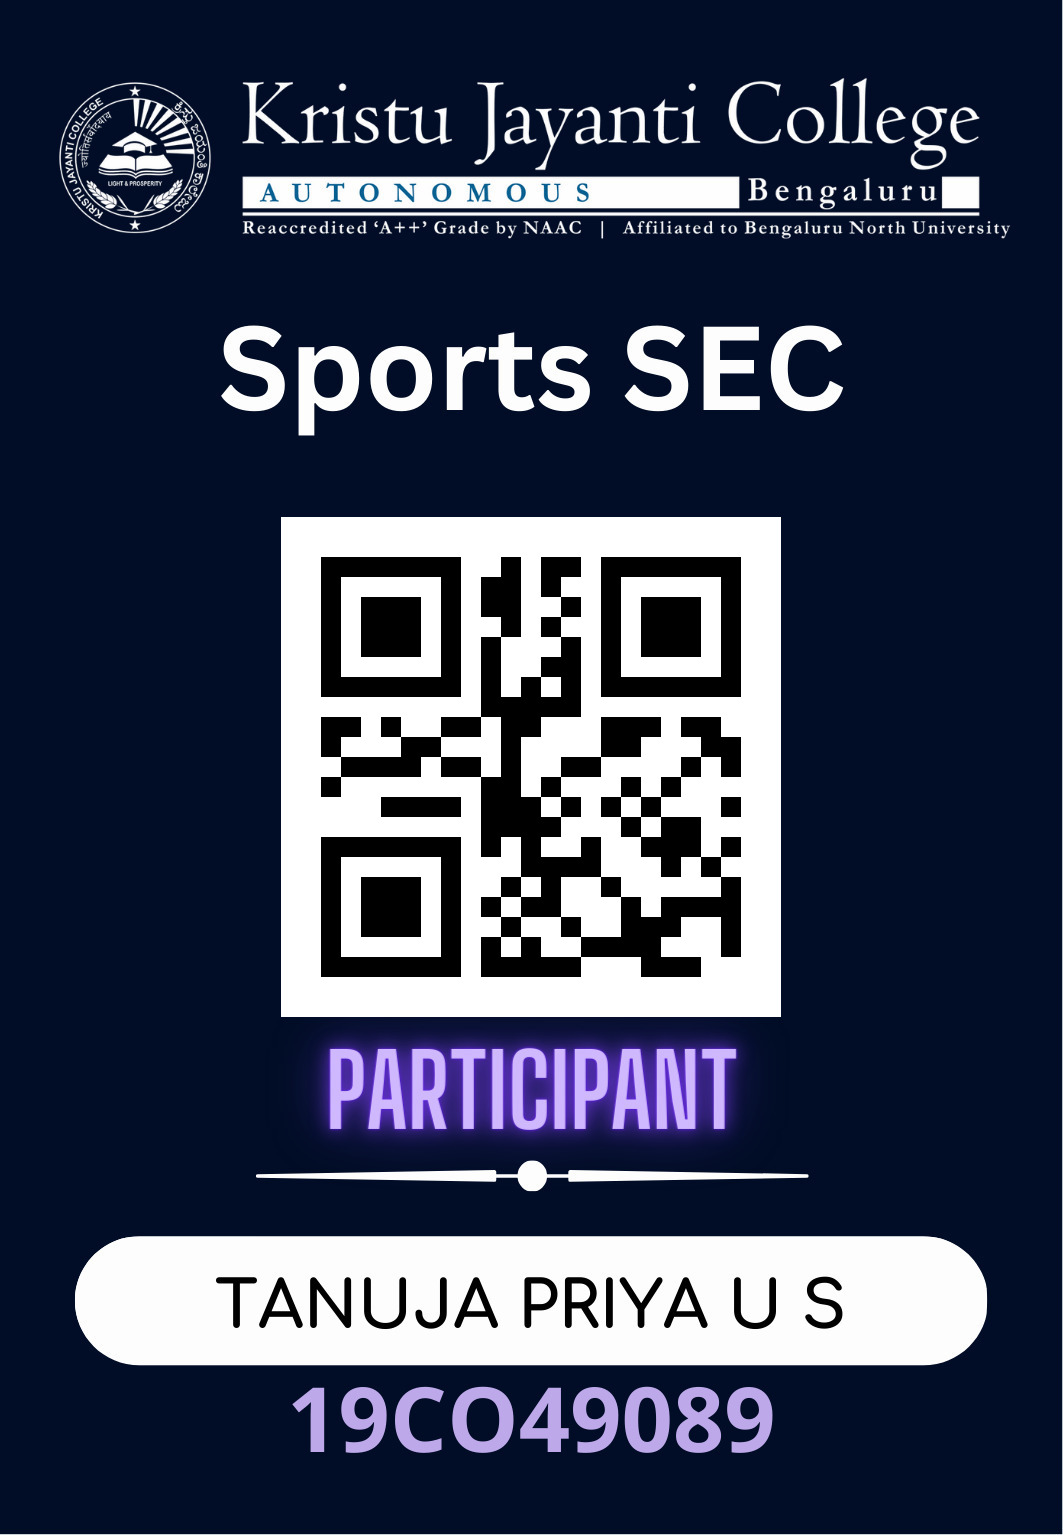 KRISTU JAYANTI COLLEGE
LIGHT & PROSPERITY
Kristu Jayanti College
AUTONOMOUS Bengaluru
Reaccredited ‘A++’ Grade by NAAC | Affiliated to Bengaluru North University
Sports SEC
PARTICIPANT
TANUJA PRIYA U S
19CO49089